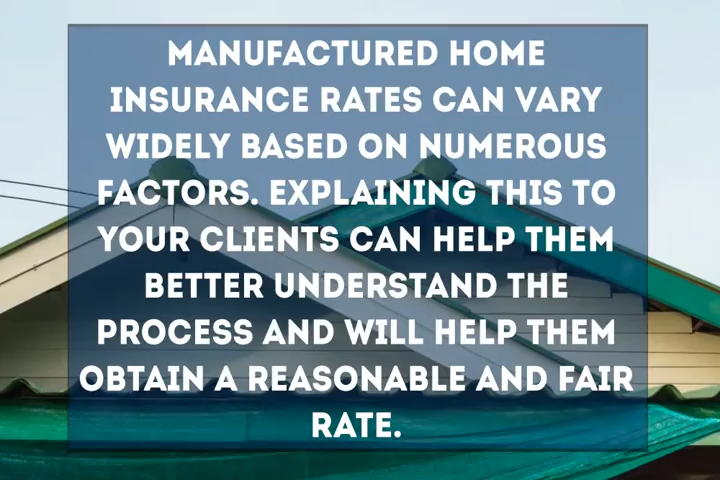 MANUFACTURED HOME
INSURANCE RATES CAN VARY
WIDELY BASED ON NUMEROUS
FACTORS. EXPLAINING THIS TO
YOUR CLIENTS CAN HELP THEM
BETTER UNDERSTAND THE
PROCESS AND WILL HELP THEM
OBTAIN A REASONABLE AND FAIR
RATE.